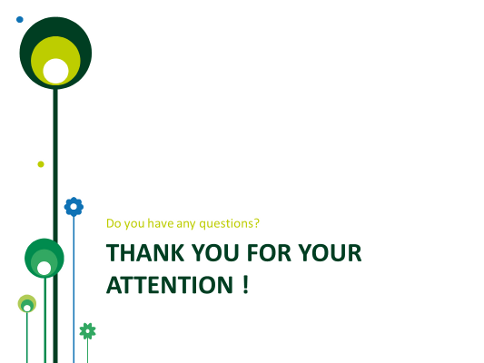 Do you have any questions?
THANK YOU FOR YOUR
ATTENTION !